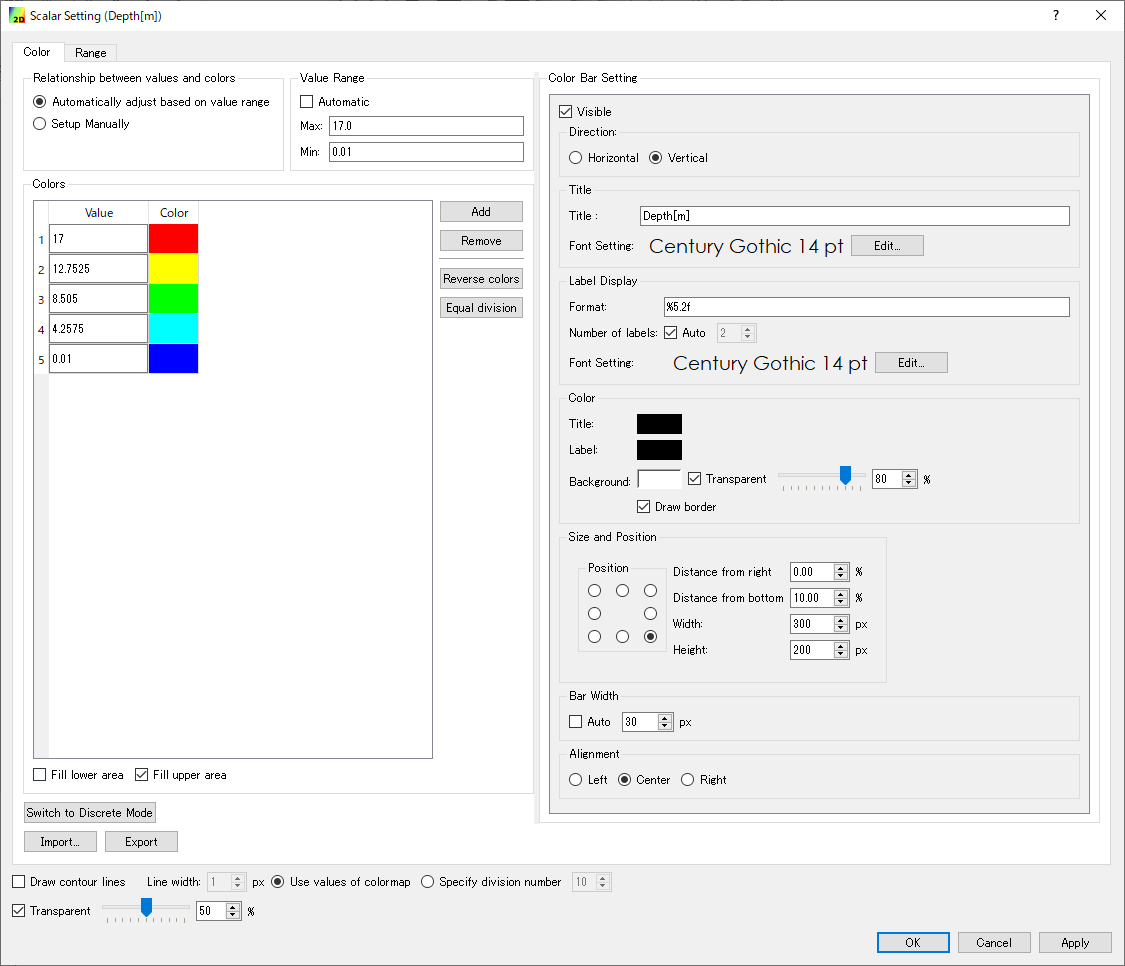 2D Scalar Setting (Depth[m]) ?
Color Range
Relationship between values and colors
Automatically adjust based on value range
Setup Manually
Value Range
Automatic
Max: 17.0
Min: 0.01
Colors
Value Color
1 17
2 12.7525
3 8.505
4 4.2575
5 0.01
Add
Remove
Reverse colors
Equal division
Fill lower area Fill upper area
Switch to Discrete Mode
Import... Export
Color Bar Setting
Visible
Direction:
Horizontal Vertical
Title
Title : Depth[m]
Font Setting: Century Gothic 14 pt Edit...
Label Display
Format: %5.2f
Number of labels: Auto 2
Font Setting: Century Gothic 14 pt Edit...
Color
Title:
Label:
Background: Transparent 80 %
Draw border
Size and Position
Position
Distance from right 0.00 %
Distance from bottom 10.00 %
Width: 300 px
Height: 200 px
Bar Width
Auto 30 px
Alignment
Left Center Right
Draw contour lines Line width: 1 px Use values of colormap Specify division number 10
Transparent 50 %
OK Cancel Apply